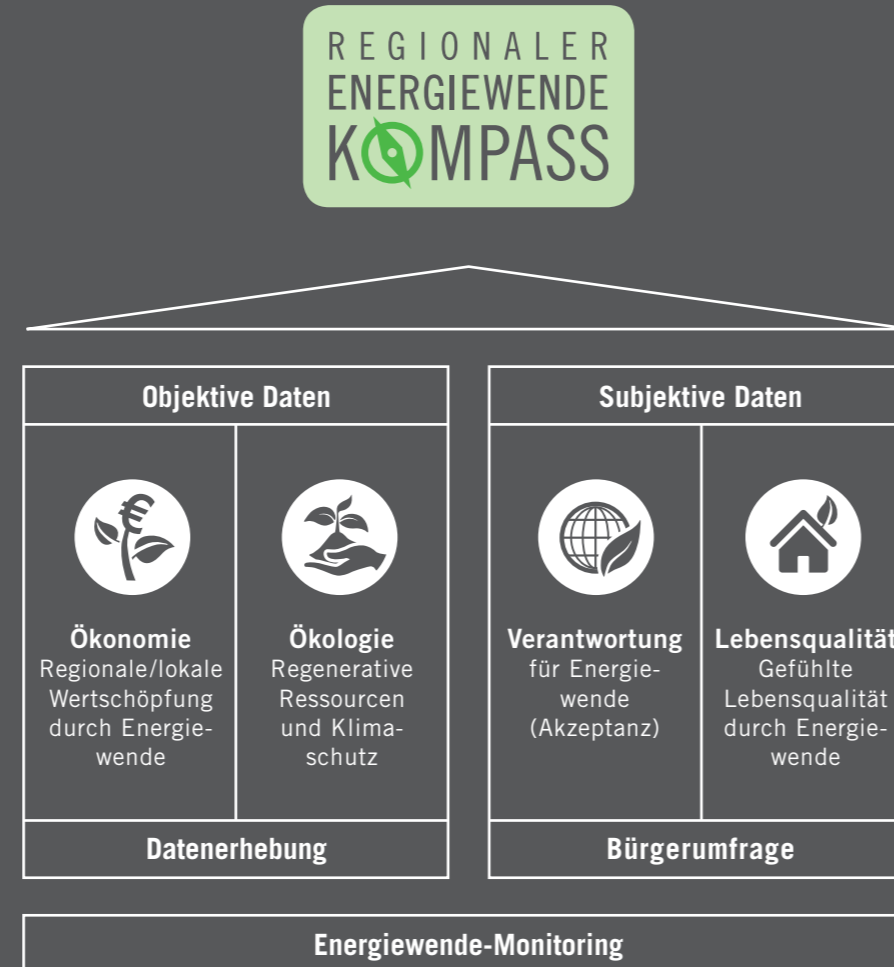 REGIONALER
ENERGIEWENDE
KOMPASS
Objektive Daten
Ökonomie
Regionale/lokale
Wertschöpfung
durch Energie-
wende
Ökologie
Regenerative
Ressourcen
und Klima-
schutz
Datenerhebung
Subjektive Daten
Verantwortung
für Energie-
wende
(Akzeptanz)
Lebensqualität
Gefühlte
Lebensqualität
durch Energie-
wende
Bürgerumfrage
Energiewende-Monitoring